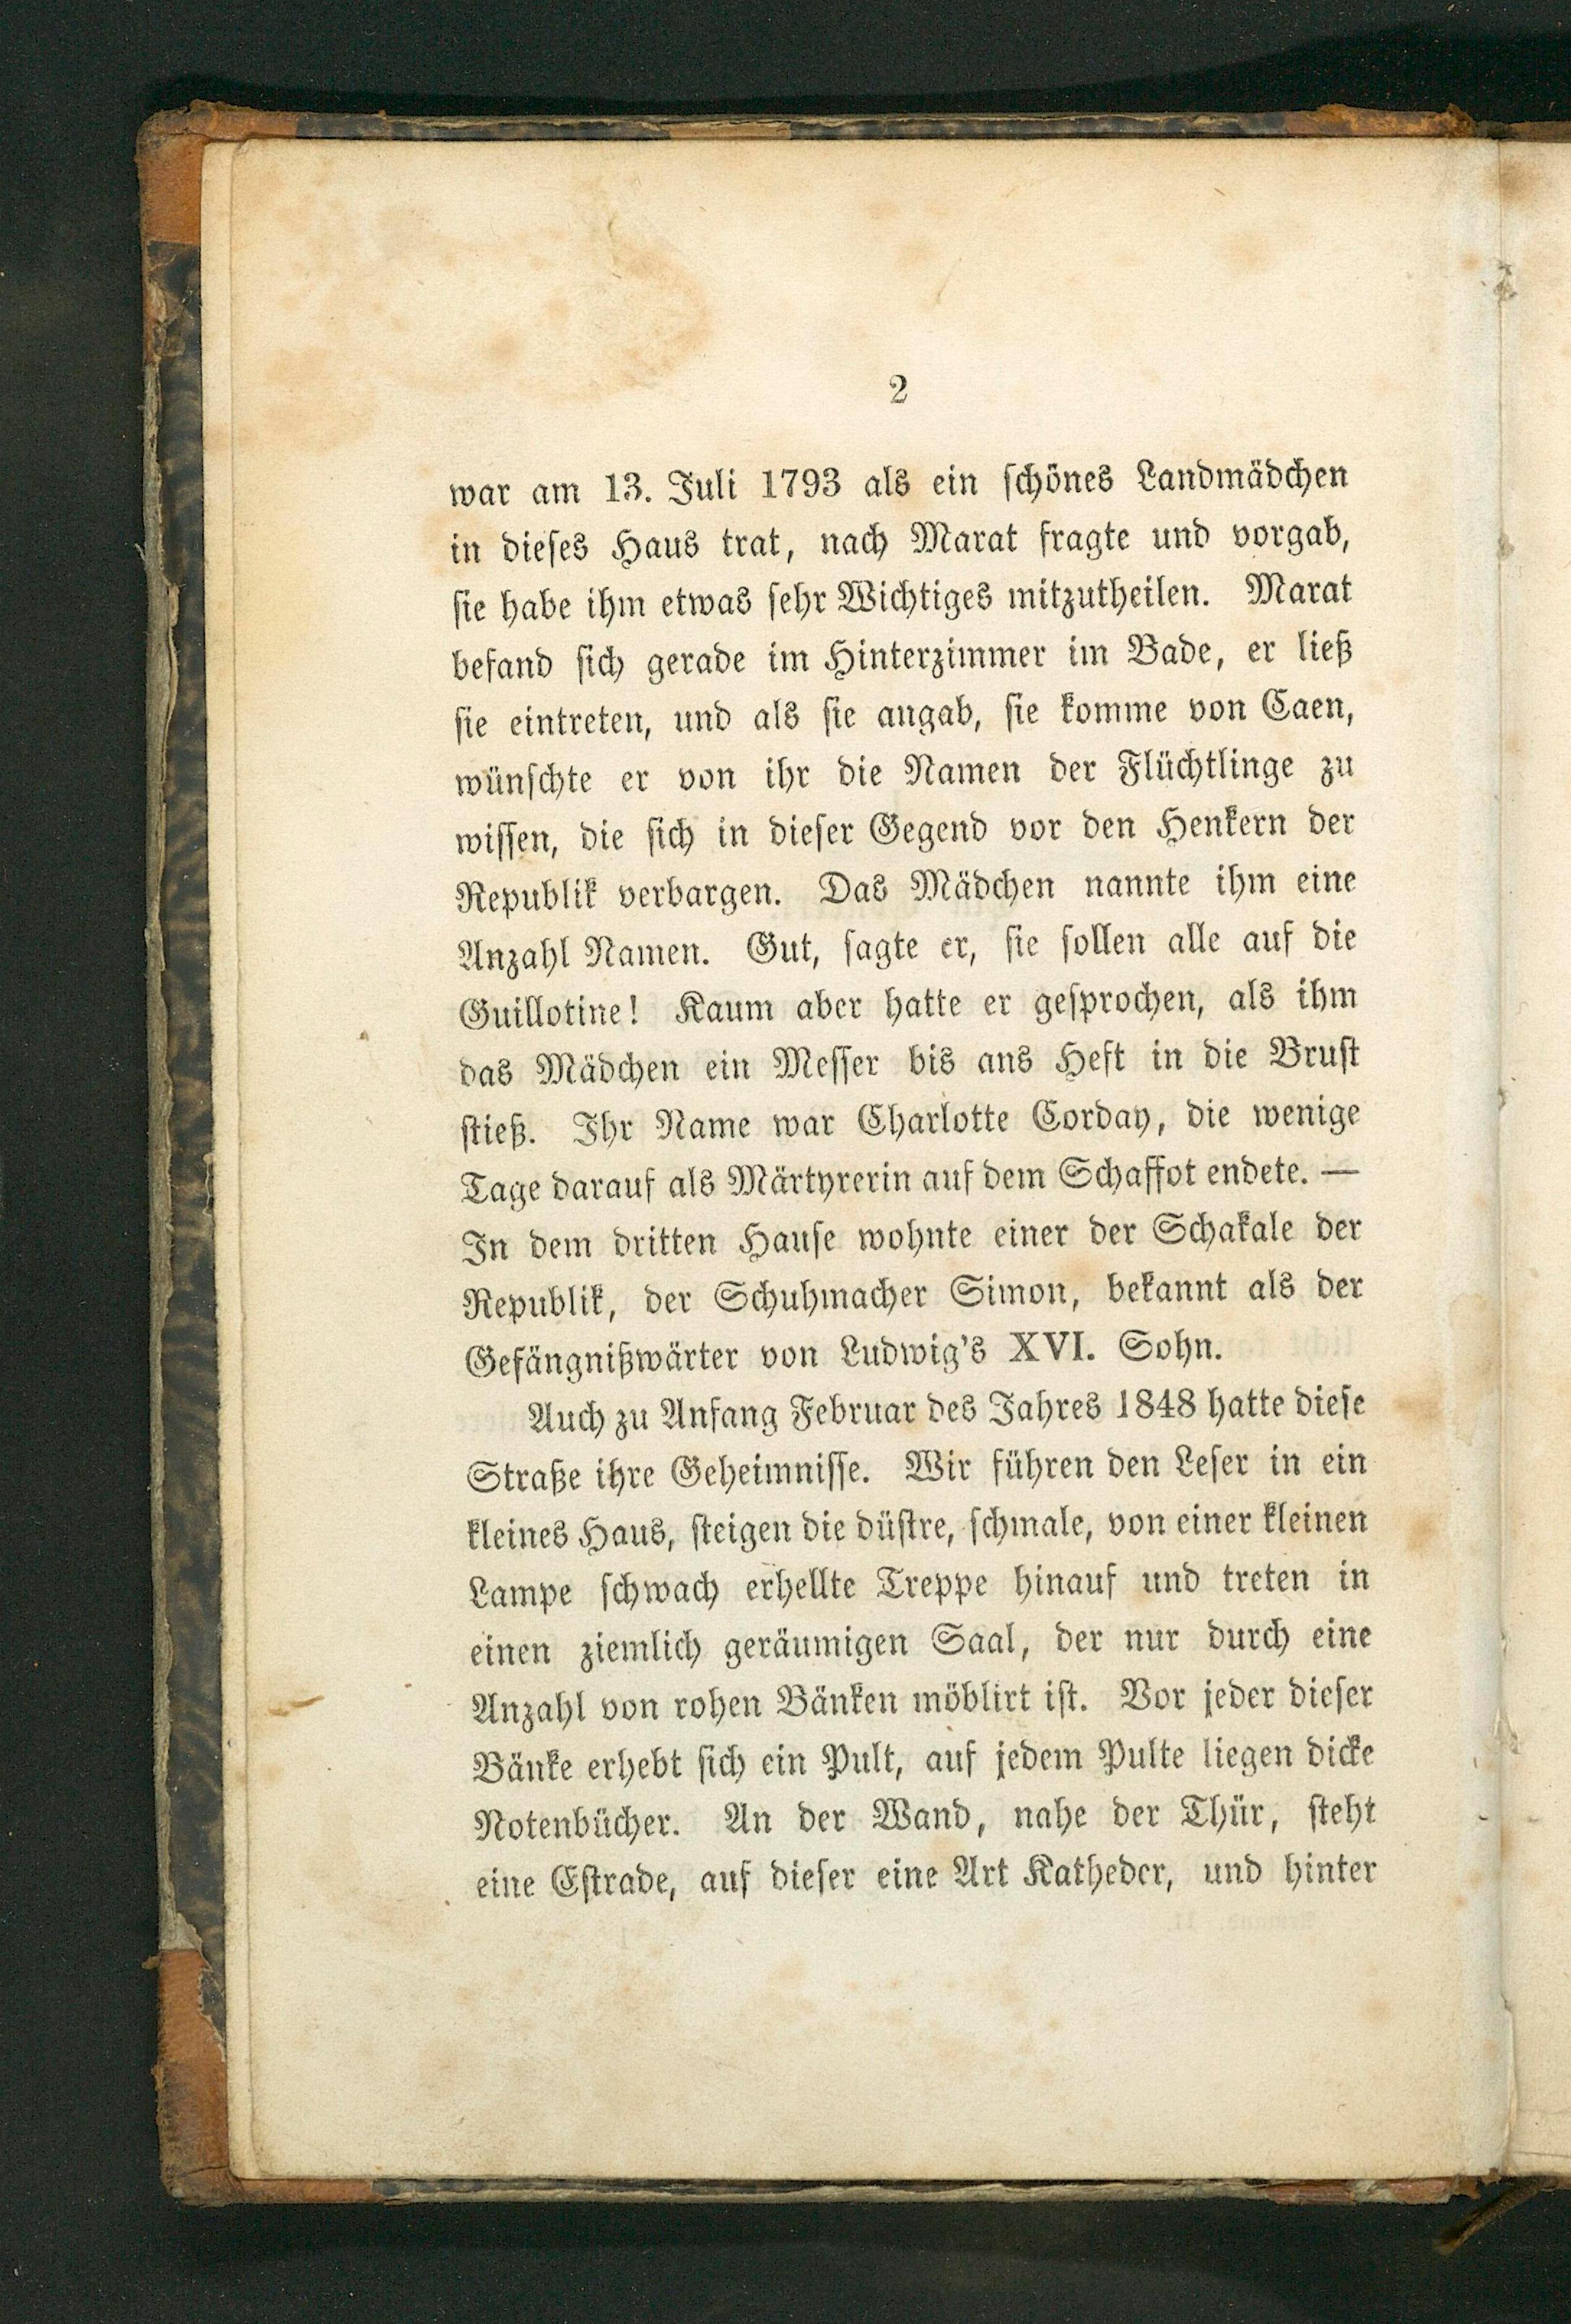 2
war am 13. Juli 1793 als ein schönes Landmädchen
in dieses Haus trat, nach Marat fragte und vorgab,
sie habe ihm etwas sehr Wichtiges mitzutheilen. Marat
befand sich gerade im Hinterzimmer im Bade, er ließ
sie eintreten, und als sie angab, sie komme von Caen,
wünschte er von ihr die Namen der Flüchtlinge zu
wissen, die sich in dieser Gegend vor den Henkern der
Republik verbargen. Das Mädchen nannte ihm eine
Anzahl Namen. Gut, sagte er, sie sollen alle auf die
Guillotine! Kaum aber hatte er gesprochen, als ihm
das Mädchen ein Messer bis ans Heft in die Brust
stieß. Ihr Name war Charlotte Corday, die wenige
Tage darauf als Märtyrerin auf dem Schaffot endete. —
In dem dritten Hause wohnte einer der Schakale der
Republik, der Schuhmacher Simon, bekannt als der
Gefängnißwärter von Ludwig's XVI. Sohn.
Auch zu Anfang Februar des Jahres 1848 hatte diese
Straße ihre Geheimnisse. Wir führen den Leser in ein
kleines Haus, steigen die düstre, schmale, von einer kleinen
Lampe schwach erhellte Treppe hinauf und treten in
einen ziemlich geräumigen Saal, der nur durch eine
Anzahl von rohen Bänken möblirt ist. Vor jeder dieser
Bänke erhebt sich ein Pult, auf jedem Pulte liegen dicke
Notenbücher. An der Wand, nahe der Thür, steht
eine Estrade, auf dieser eine Art Katheder, und hinter